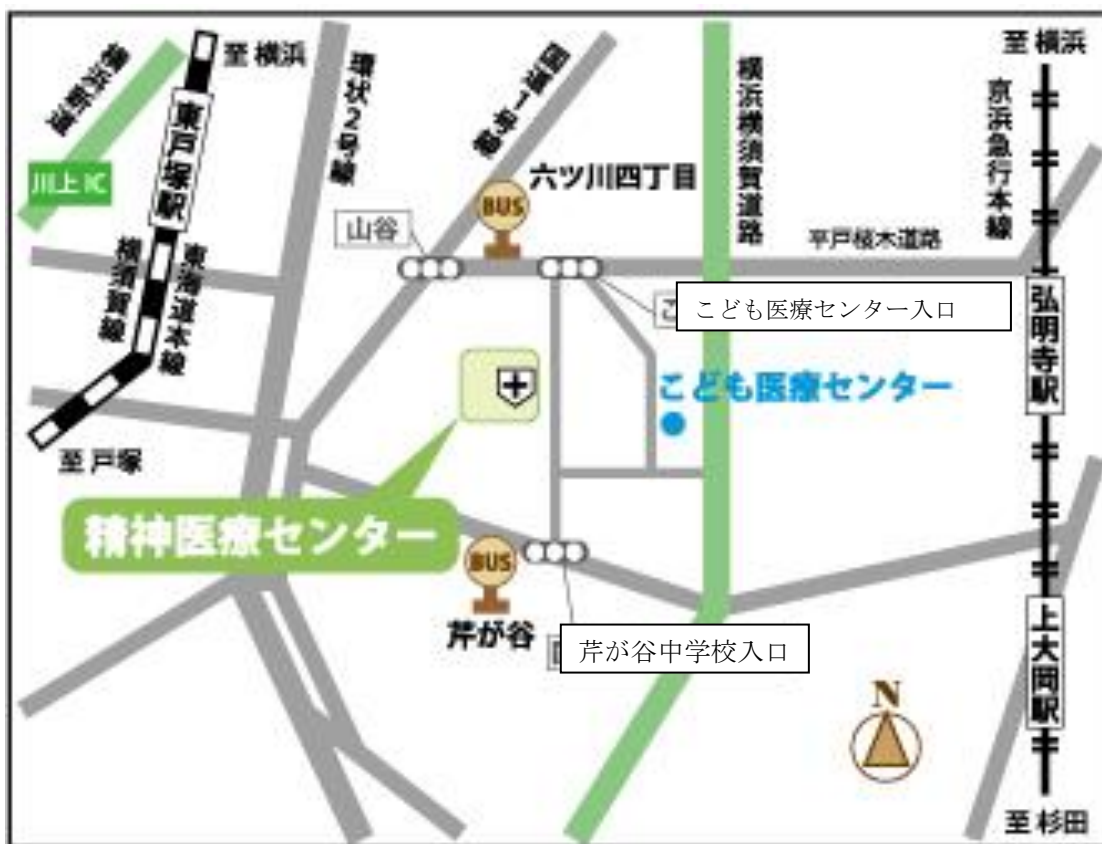 至 横浜
横浜新道
川上 IC
東戸塚駅
横須賀線
東海道本線
至 戸塚
環状2号線
国道1号線
山谷
BUS
六ツ川四丁目
横浜横須賀道路
平戸桜木道路
至 横浜
京浜急行本線
弘明寺駅
こ
こども医療センター入口
こども医療センター
精神医療センター
BUS
芹が谷
芹が谷中学校入口
上大岡駅
N
至 杉田